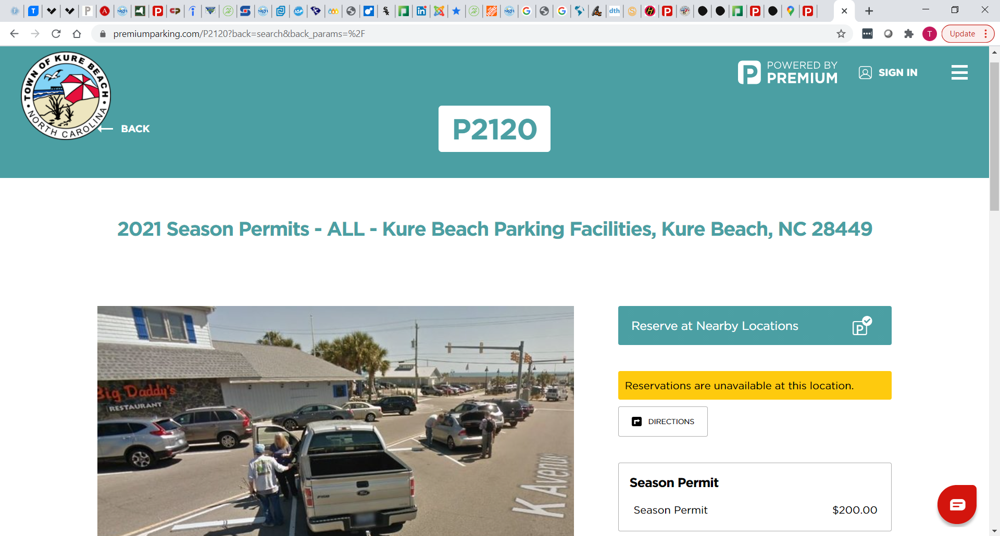 premiumparking.com/P2120?back=search&back_params=%2F
T
Update
TOWN OF KURE BEACH
NORTH CAROLINA
POWERED BY
PREMIUM
SIGN IN
BACK
P2120
2021 Season Permits - ALL - Kure Beach Parking Facilities, Kure Beach, NC 28449
Big Daddy's
RESTAURANT
K Avenue
Reserve at Nearby Locations
Reservations are unavailable at this location.
DIRECTIONS
Season Permit
Season Permit $200.00